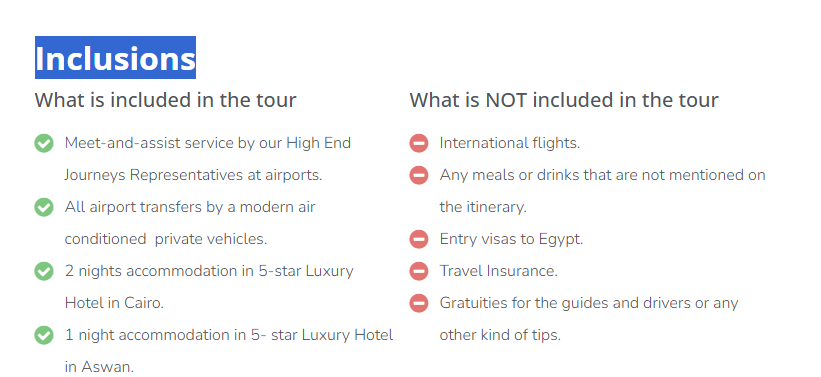 Inclusions
What is included in the tour
Meet-and-assist service by our High End
Journeys Representatives at airports.
All airport transfers by a modern air
conditioned  private vehicles.
2 nights accommodation in 5-star Luxury
Hotel in Cairo.
1 night accommodation in 5- star Luxury Hotel
in Aswan.
What is NOT included in the tour
International flights.
Any meals or drinks that are not mentioned on
the itinerary.
Entry visas to Egypt.
Travel Insurance.
Gratuities for the guides and drivers or any
other kind of tips.